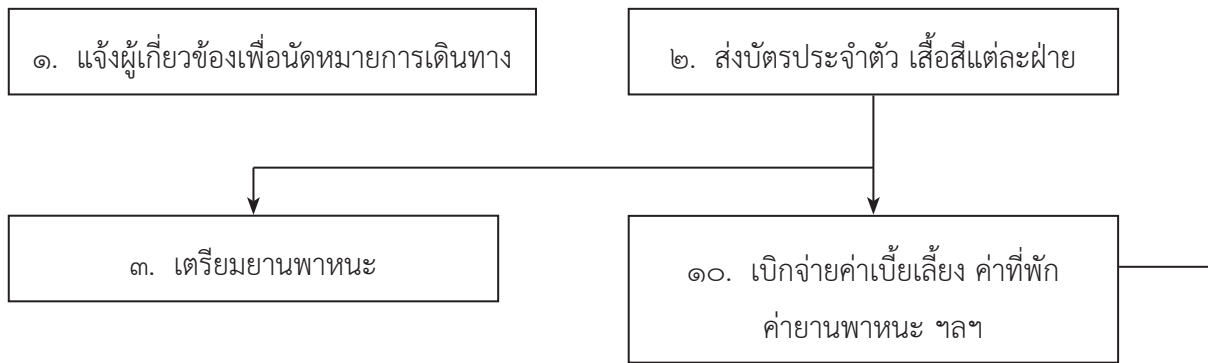 ๑. แจ้งผู้เกี่ยวข้องเพื่อนัดหมายการเดินทาง
๒. ส่งบัตรประจำตัว เสื้อสีแต่ละฝ่าย
๓. เตรียมยานพาหนะ
๑๐. เบิกจ่ายค่าเบี้ยเลี้ยง ค่าที่พัก
ค่ายานพาหนะ ฯลฯ